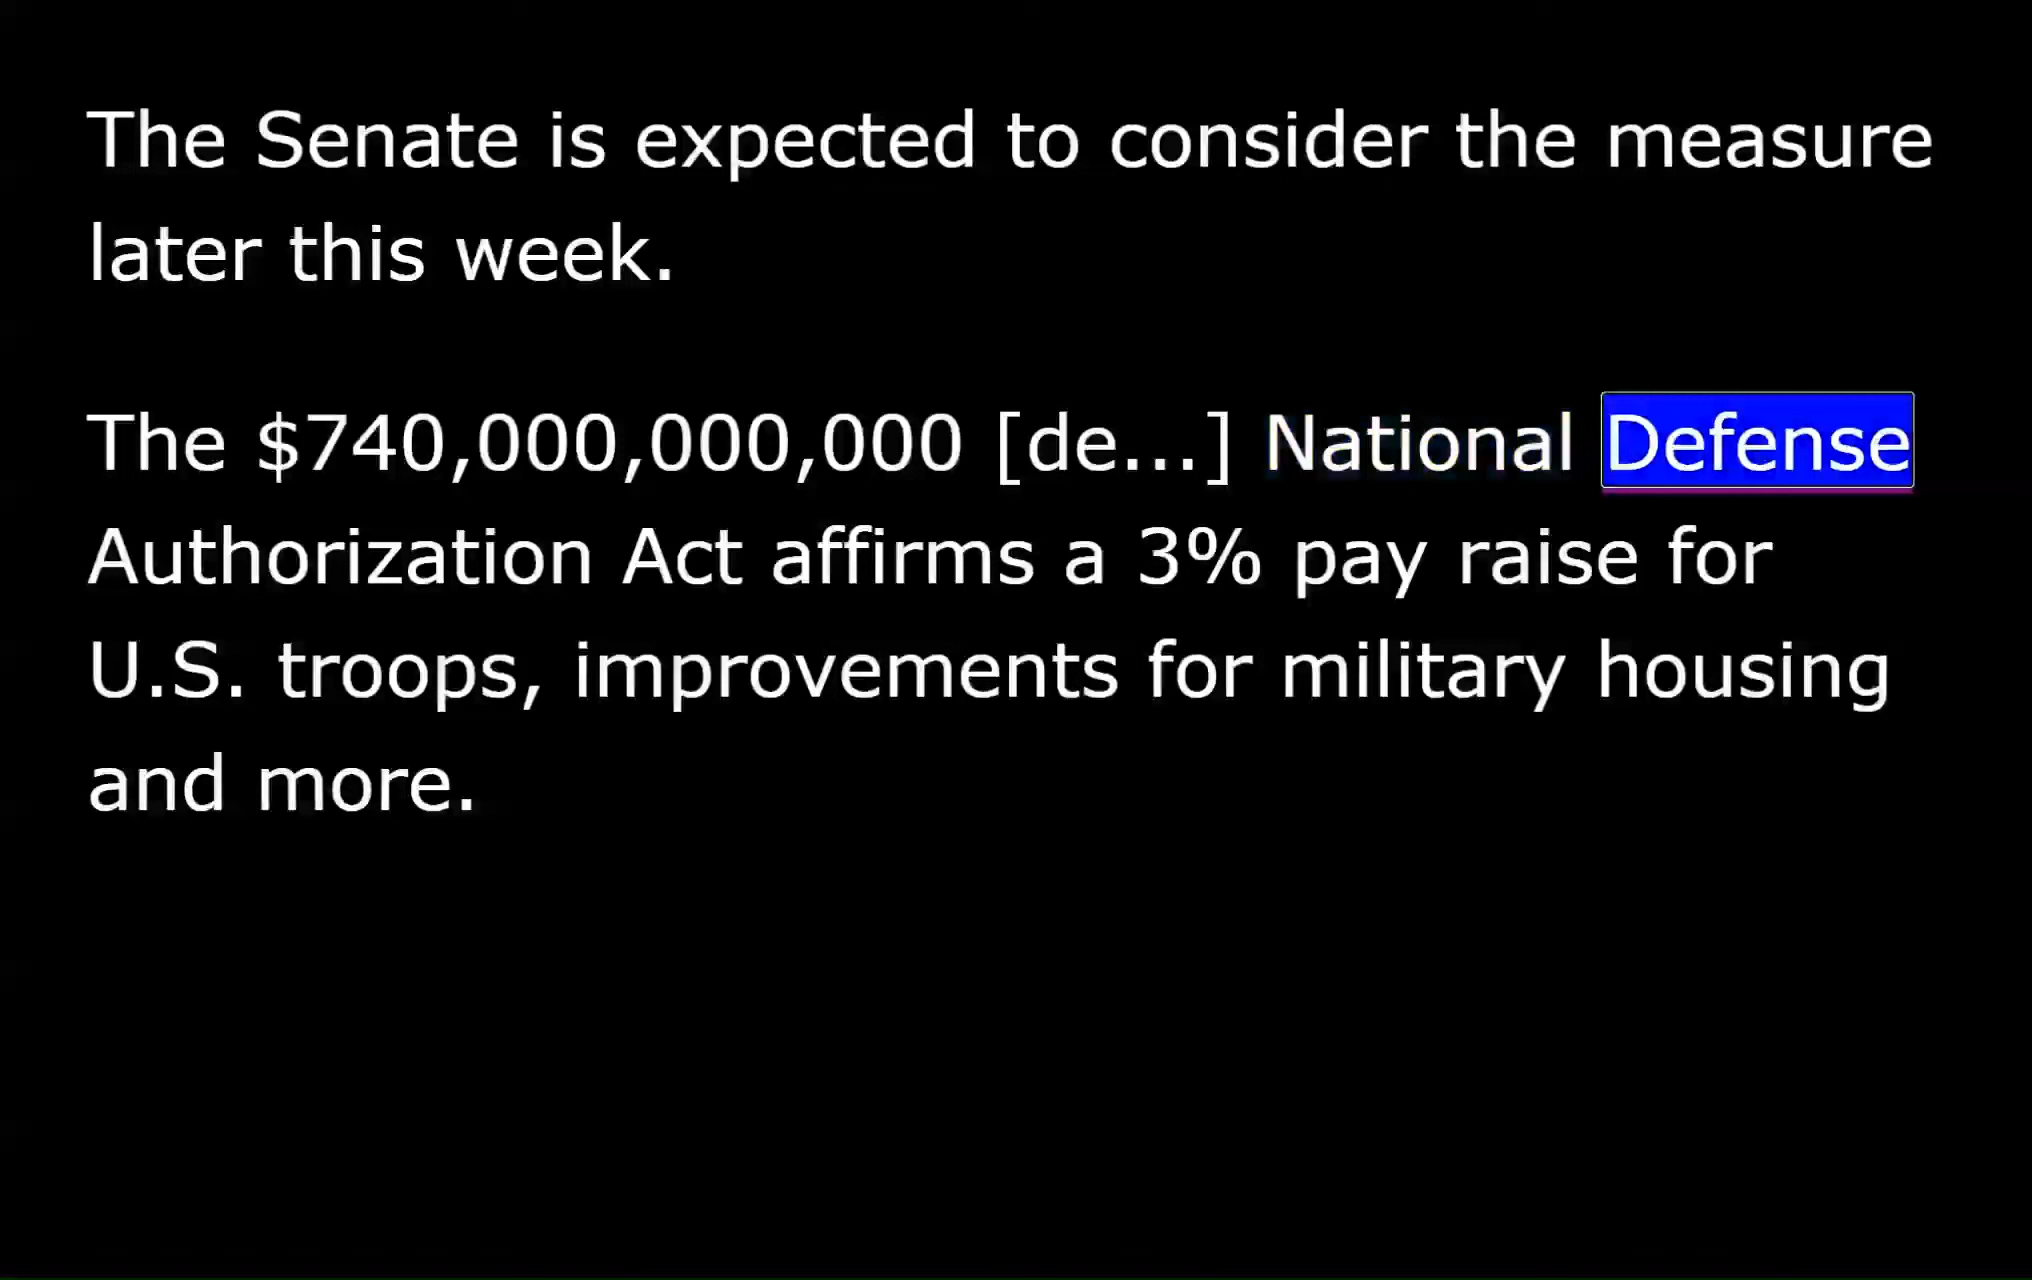 The Senate is expected to consider the measure
later this week.
The $740,000,000,000 [de...] National Defense
Authorization Act affirms a 3% pay raise for
U.S. troops, improvements for military housing
and more.